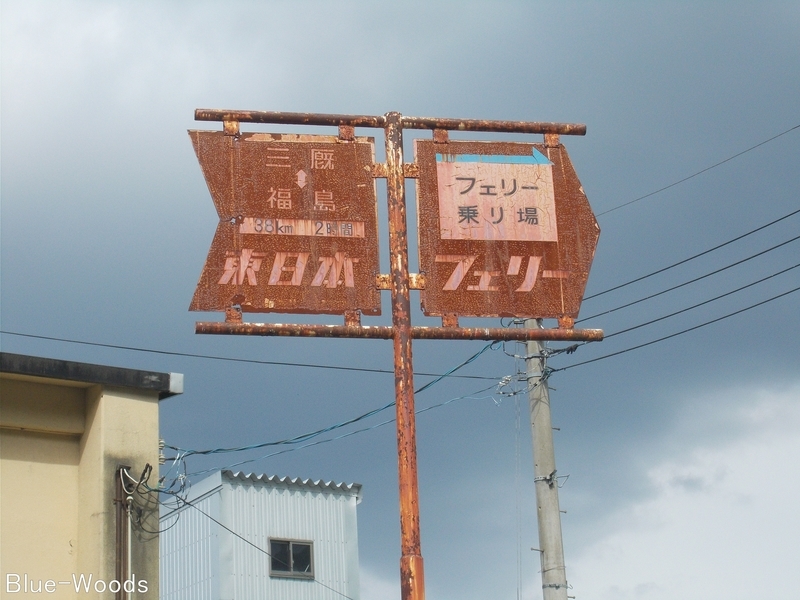 三厩
福島
38km 2時間
東日本
フェリー
乗り場
フェリー
Blue-Woods